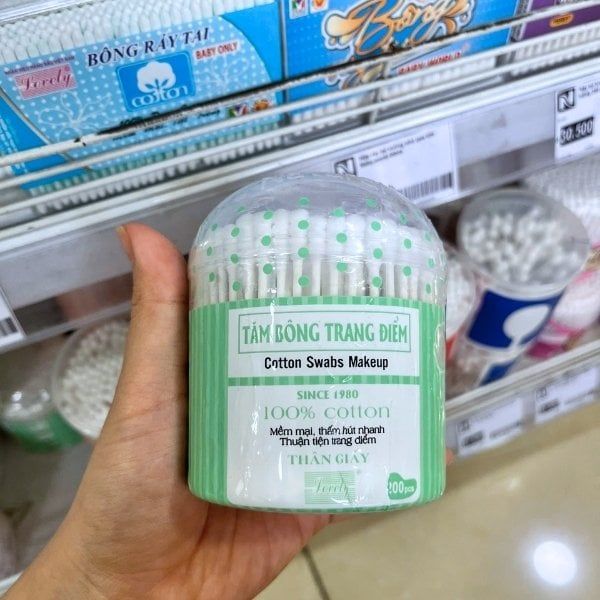 BÔNG RÁY TAI
BABY ONLY
Lovely
cotton
30.500
TĂM BÔNG TRANG ĐIỂM
Cotton Swabs Makeup
SINCE 1980
100% cotton
Mềm mại, thấm hút nhanh
Thuận tiện trang điểm
THÂN GIẤY
Lovely
200pcs